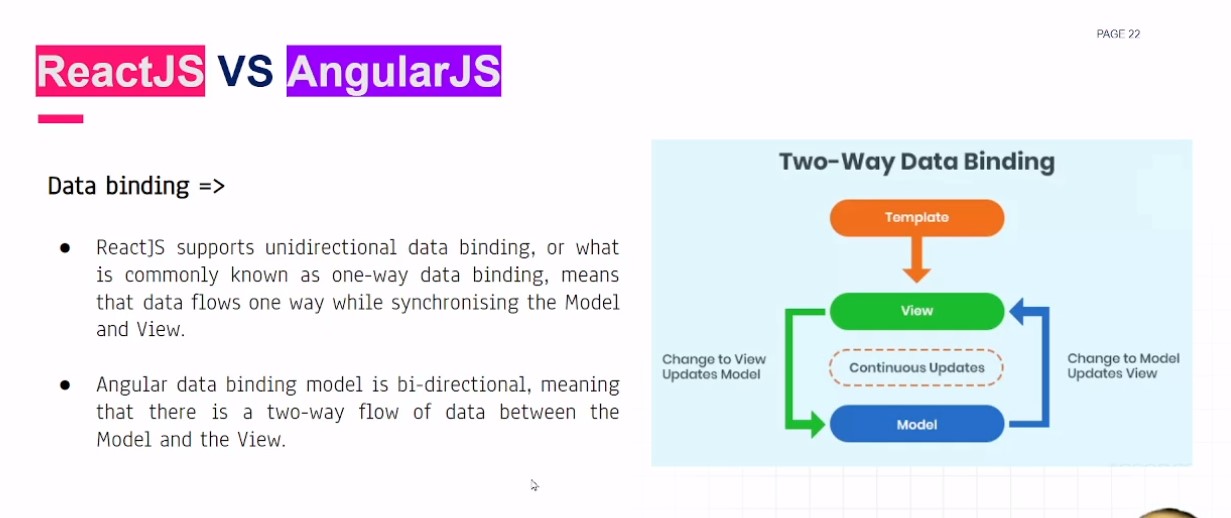 PAGE 22
ReactJS VS AngularJS
Data binding =>
● ReactJS supports unidirectional data binding, or what
is commonly known as one-way data binding, means
that data flows one way while synchronising the Model
and View.
● Angular data binding model is bi-directional, meaning
that there is a two-way flow of data between the
Model and the View.
Two-Way Data Binding
Template
View
Change to View
Updates Model
Continuous Updates
Change to Model
Updates View
Model